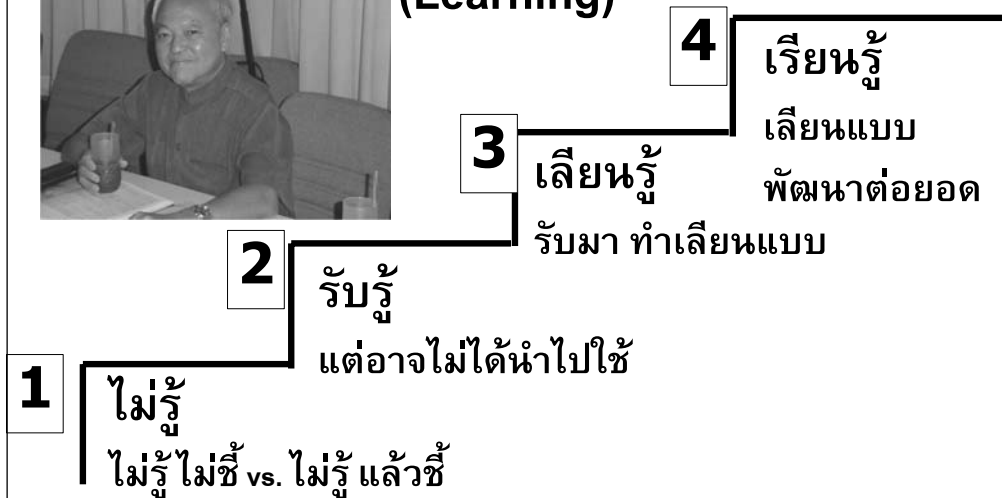 (Learning)
4
เรียนรู้
เลียนแบบ
พัฒนาต่อยอด
3
เลียนรู้
รับมา ทำเลียนแบบ
2
รับรู้
แต่อาจไม่ได้นำไปใช้
1
ไม่รู้
ไม่รู้ ไม่ชี้ vs. ไม่รู้ แล้วชี้